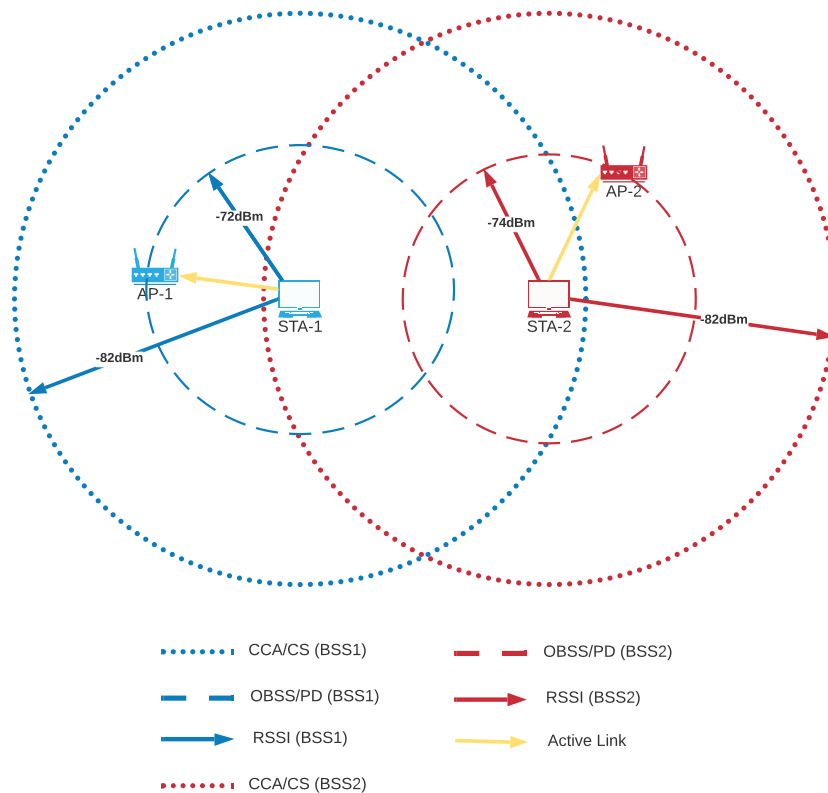 -72dBm
-74dBm
AP-2
AP-1
STA-1
STA-2
-82dBm
-82dBm
CCA/CS (BSS1)
OBSS/PD (BSS2)
OBSS/PD (BSS1)
RSSI (BSS2)
RSSI (BSS1)
Active Link
CCA/CS (BSS2)